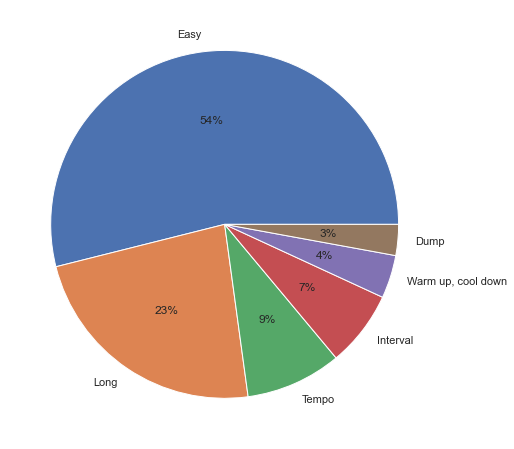 Easy
54%
3%
Dump
4%
Warm up, cool down
7%
23%
9%
Interval
Long
Tempo